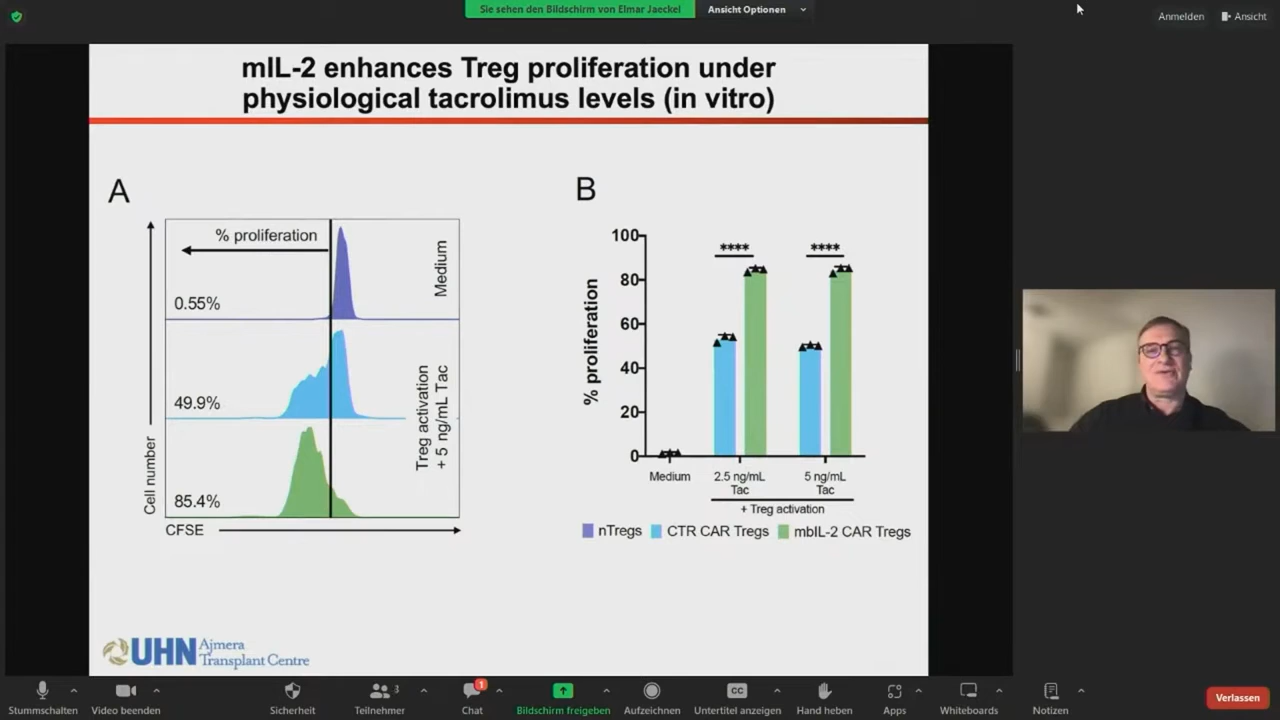 Sie sehen den Bildschirm von Elmar Jaeckel
Ansicht Optionen
Anmelden
Ansicht
mIL-2 enhances Treg proliferation under
physiological tacrolimus levels (in vitro)
A
% proliferation
Medium
0.55%
49.9%
Treg activation
+ 5 ng/mL Tac
85.4%
Cell number
CFSE
B
% proliferation
100
80
60
40
20
0
****
****
Medium
2.5 ng/mL
Tac
5 ng/mL
Tac
+ Treg activation
nTregs
CTR CAR Tregs
mbIL-2 CAR Tregs
UHN Ajmera
Transplant Centre
Stummschalten
Video beenden
Sicherheit
3
Teilnehmer
1
Chat
Bildschirm freigeben
Aufzeichnen
CC
Untertitel anzeigen
Hand heben
Apps
Whiteboards
Notizen
Verlassen